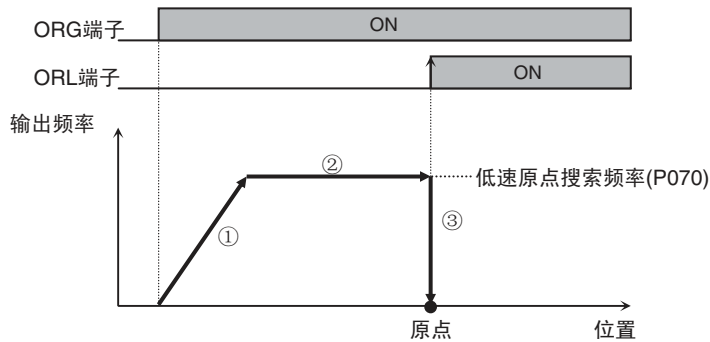 ORG端子
ON
ORL端子
ON
输出频率
②
低速原点搜索频率(P070)
①
③
原点
位置